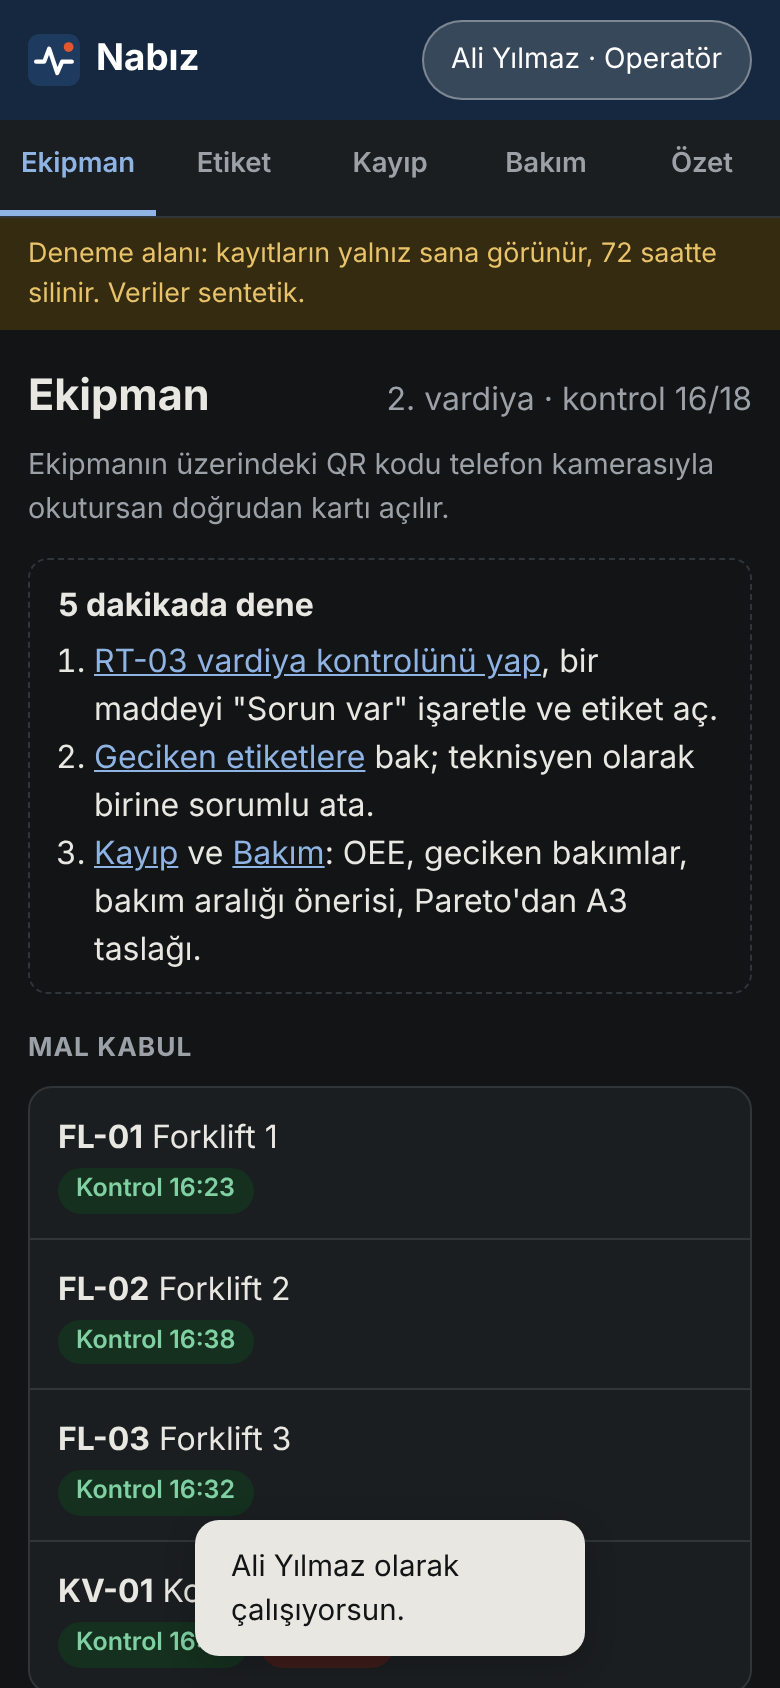 Nabız
Ali Yılmaz · Operatör
Ekipman
Etiket
Kayıp
Bakım
Özet
Deneme alanı: kayıtların yalnız sana görünür, 72 saatte
silinir. Veriler sentetik.
Ekipman
2. vardiya · kontrol 16/18
Ekipmanın üzerindeki QR kodu telefon kamerasıyla
okutursan doğrudan kartı açılır.
5 dakikada dene
1. RT-03 vardiya kontrolünü yap, bir
maddeyi "Sorun var" işaretle ve etiket aç.
2. Geciken etiketlere bak; teknisyen olarak
birine sorumlu ata.
3. Kayıp ve Bakım: OEE, geciken bakımlar,
bakım aralığı önerisi, Pareto'dan A3
taslağı.
MAL KABUL
FL-01 Forklift 1
Kontrol 16:23
FL-02 Forklift 2
Kontrol 16:38
FL-03 Forklift 3
Kontrol 16:32
KV-01
Kontrol
Ali Yılmaz olarak
çalışıyorsun.